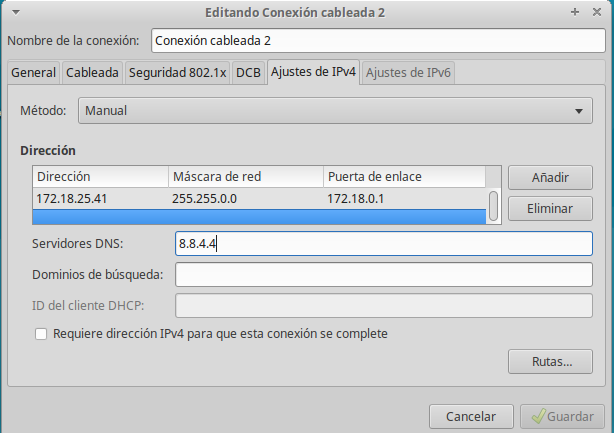 Editando Conexión cableada 2
Nombre de la conexión: Conexión cableada 2
General Cableada Seguridad 802.1x DCB Ajustes de IPv4 Ajustes de IPv6
Método: Manual
Dirección
Dirección Máscara de red Puerta de enlace Añadir
172.18.25.41 255.255.0.0 172.18.0.1
Eliminar
Servidores DNS: 8.8.4.4
Dominios de búsqueda:
ID del cliente DHCP:
Requiere dirección IPv4 para que esta conexión se complete
Rutas...
Cancelar Guardar